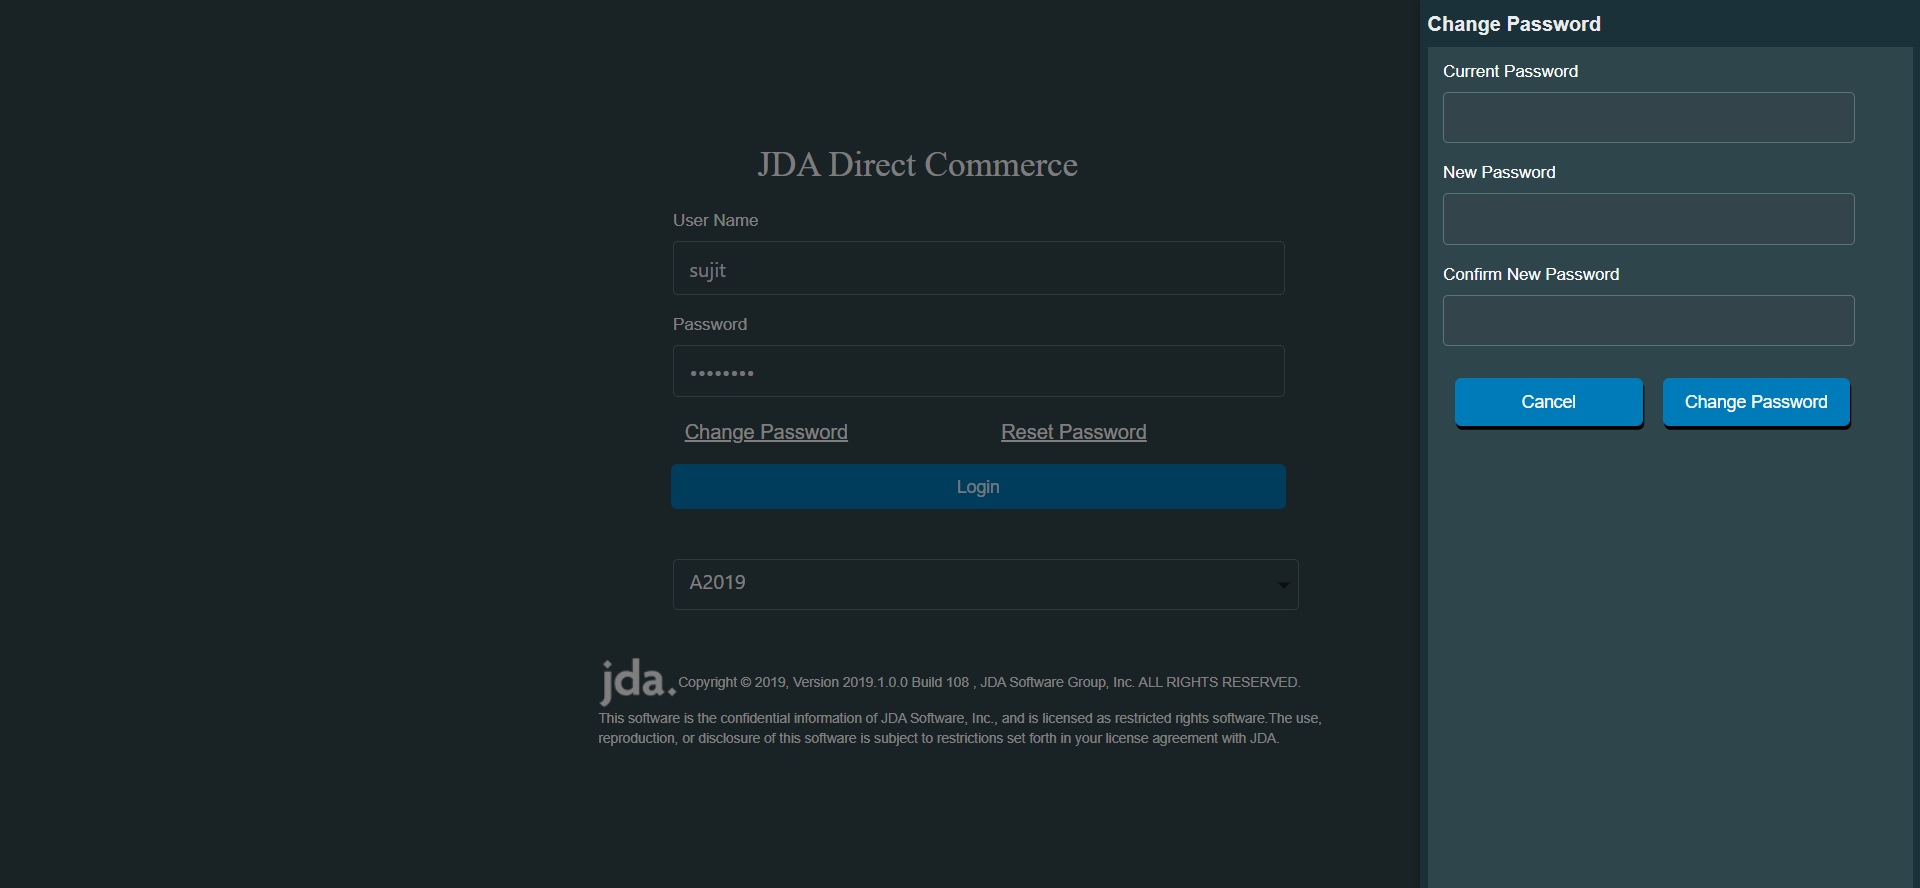 Change Password
Current Password
New Password
Confirm New Password
Cancel
Change Password
JDA Direct Commerce
User Name
sujit
Password
••••••••
Change Password
Reset Password
Login
A2019
jda.
Copyright © 2019, Version 2019.1.0.0 Build 108 , JDA Software Group, Inc. ALL RIGHTS RESERVED.
This software is the confidential information of JDA Software, Inc., and is licensed as restricted rights software.The use,
reproduction, or disclosure of this software is subject to restrictions set forth in your license agreement with JDA.